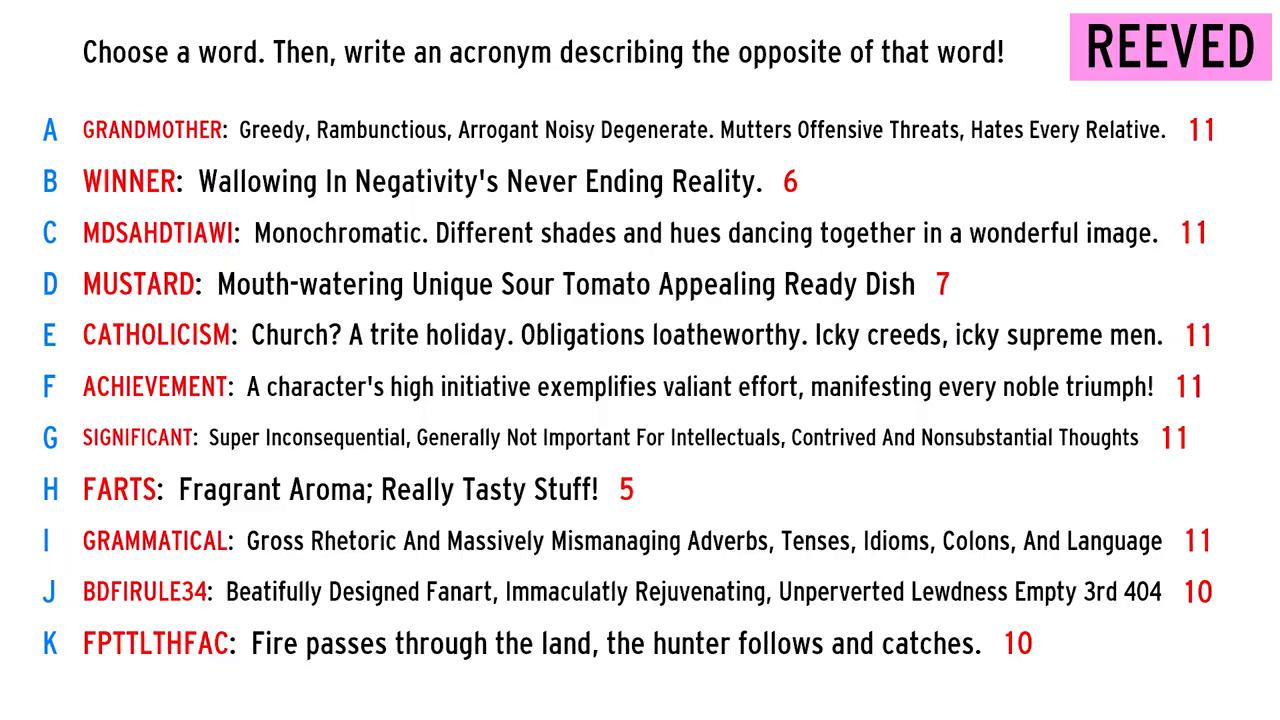 Choose a word. Then, write an acronym describing the opposite of that word!
REEVED
A GRANDMOTHER: Greedy, Rambunctious, Arrogant Noisy Degenerate. Mutters Offensive Threats, Hates Every Relative. 11
B WINNER: Wallowing In Negativity's Never Ending Reality. 6
C MDSAHDTIAWI: Monochromatic. Different shades and hues dancing together in a wonderful image. 11
D MUSTARD: Mouth-watering Unique Sour Tomato Appealing Ready Dish 7
E CATHOLICISM: Church? A trite holiday. Obligations loatheworthy. Icky creeds, icky supreme men. 11
F ACHIEVEMENT: A character's high initiative exemplifies valiant effort, manifesting every noble triumph! 11
G SIGNIFICANT: Super Inconsequential, Generally Not Important For Intellectuals, Contrived And Nonsubstantial Thoughts 11
H FARTS: Fragrant Aroma; Really Tasty Stuff! 5
I GRAMMATICAL: Gross Rhetoric And Massively Mismanaging Adverbs, Tenses, Idioms, Colons, And Language 11
J BDFIRULE34: Beatifully Designed Fanart, Immaculatly Rejuvenating, Unperverted Lewdness Empty 3rd 404 10
K FPTTLTHFAC: Fire passes through the land, the hunter follows and catches. 10